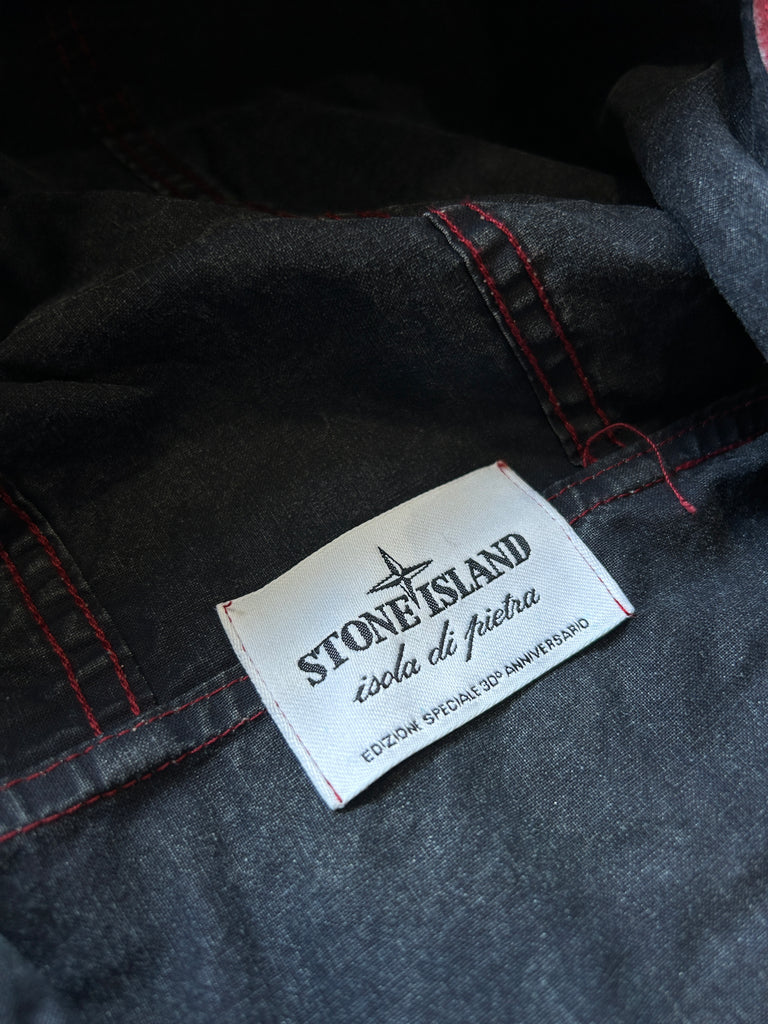 STONE ISLAND
isola di pietra
EDIZIONE SPECIALE 30° ANNIVERSARIO